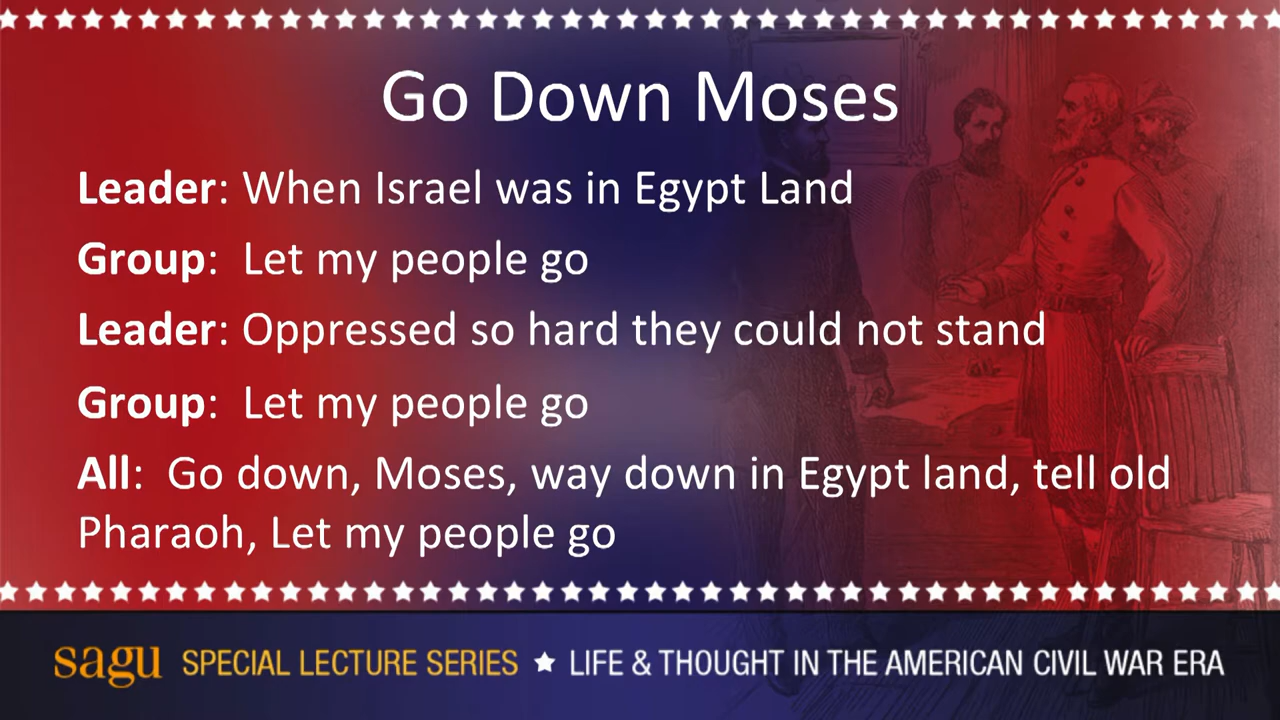 Go Down Moses
Leader: When Israel was in Egypt Land
Group:  Let my people go
Leader: Oppressed so hard they could not stand
Group:  Let my people go
All:  Go down, Moses, way down in Egypt land, tell old
Pharaoh, Let my people go
sagu SPECIAL LECTURE SERIES ★ LIFE & THOUGHT IN THE AMERICAN CIVIL WAR ERA